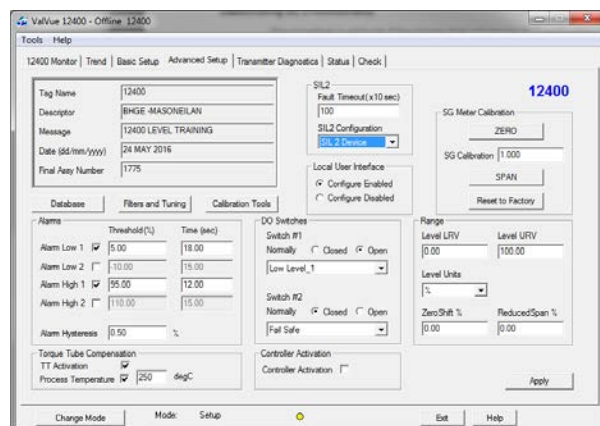 ValVue 12400 - Offline 12400
Tools Help
12400 Monitor Trend Basic Setup Advanced Setup Transmitter Diagnostics Status Check
Tag Name 12400
Descriptor BHGE -MASONEILAN
Message 12400 LEVEL TRAINING
Date (dd/mm/yyyy) 24 MAY 2016
Final Assy Number 1775
SIL2
Fault Timeout(x10 sec)
100
SIL2 Configuration
SIL 2 Device
Local User Interface
Configure Enabled
Configure Disabled
12400
SG Meter Calibration
ZERO
SG Calibration 1.000
SPAN
Reset to Factory
Database Filters and Tuning Calibration Tools
Alarms
Threshold (%) Time (sec)
Alarm Low 1 5.00 18.00
Alarm Low 2 -10.00 15.00
Alarm High 1 95.00 12.00
Alarm High 2 110.00 15.00
Alarm Hysteresis 0.50 %
DO Switches
Switch #1
Normally Closed Open
Low Level_1
Switch #2
Normally Closed Open
Fail Safe
Range
Level LRV Level URV
0.00 100.00
Level Units
%
ZeroShift % ReducedSpan %
0.00 0.00
Torque Tube Compensation
TT Activation
Process Temperature 250 degC
Controller Activation
Controller Activation
Apply
Change Mode Mode: Setup Exit Help